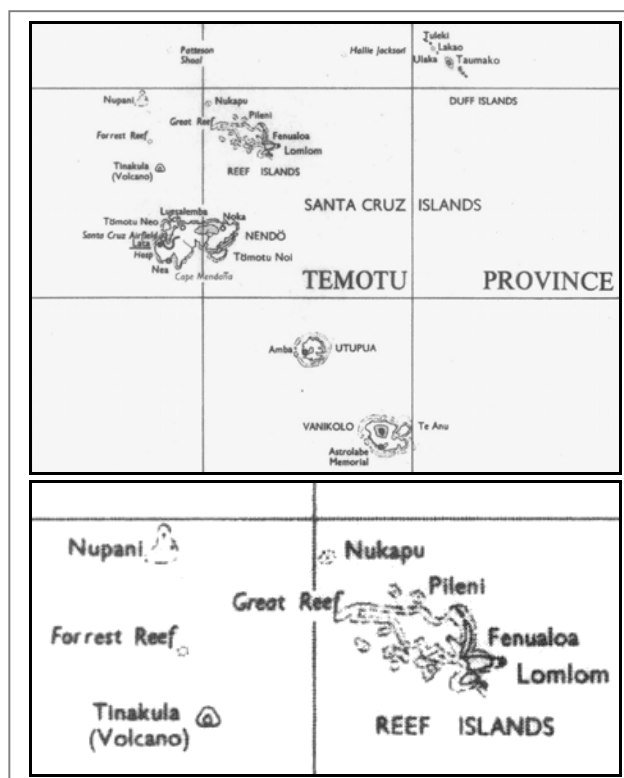 Patteson
Shoal
Hallie Jackson
Tuleki
Lakao
Ulaka
Taumako
Nupani
Nukapu
DUFF ISLANDS
Great Reef
Pileni
Forrest Reef
Fenualoa
Lomlom
Tinakula
(Volcano)
REEF ISLANDS
SANTA CRUZ ISLANDS
Luesalemba
Noka
Tömotu Neo
Santa Cruz Airfield
NENDÖ
Lata
Hosp
Tömotu Noi
Nea
Cape Mendaña
TEMOTU PROVINCE
Amba
UTUPUA
VANIKOLO
Te Anu
Astrolabe
Memorial
Nupani
Nukapu
Great Reef
Pileni
Forrest Reef
Fenualoa
Lomlom
Tinakula
(Volcano)
REEF ISLANDS